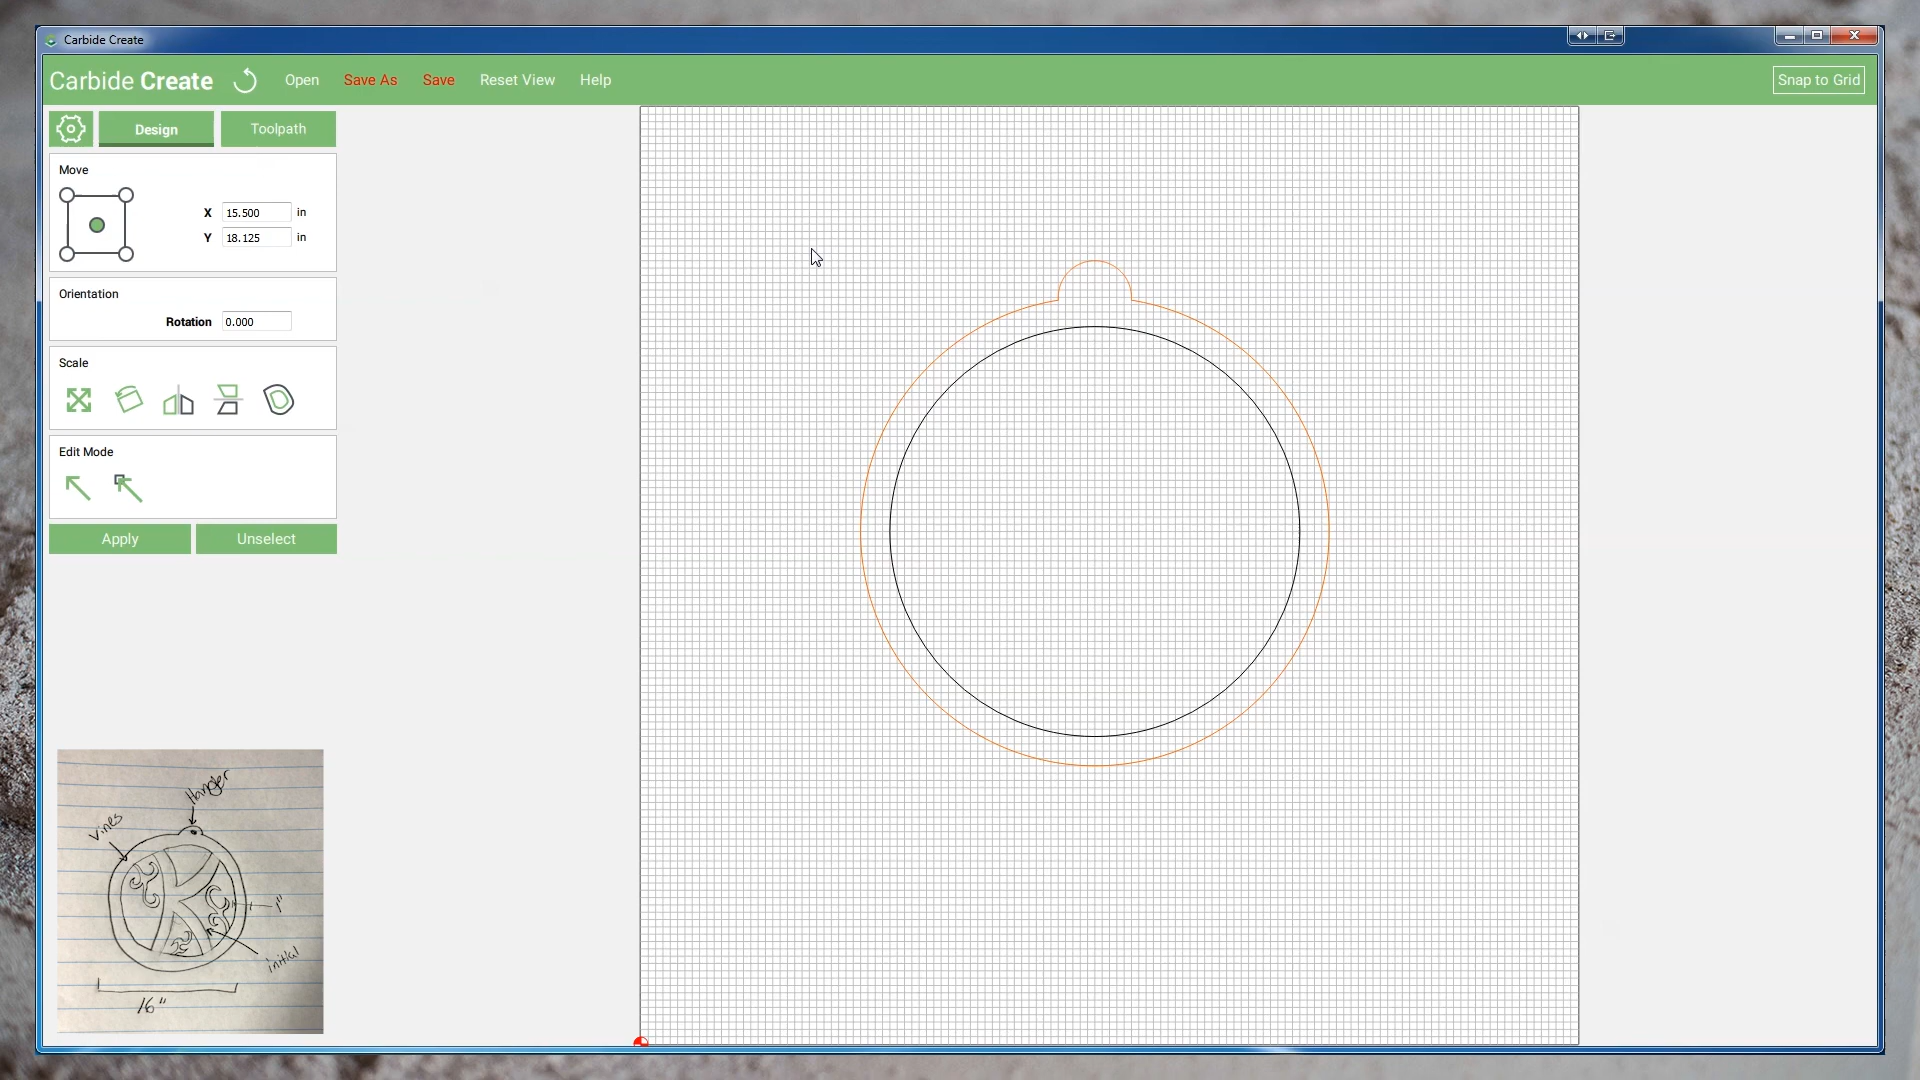 Carbide Create
Carbide Create Open Save As Save Reset View Help Snap to Grid
Design Toolpath
Move
X 15.500 in
Y 18.125 in
Orientation
Rotation 0.000
Scale
Edit Mode
Apply Unselect
Hanger
Vines
1"
initial
16"